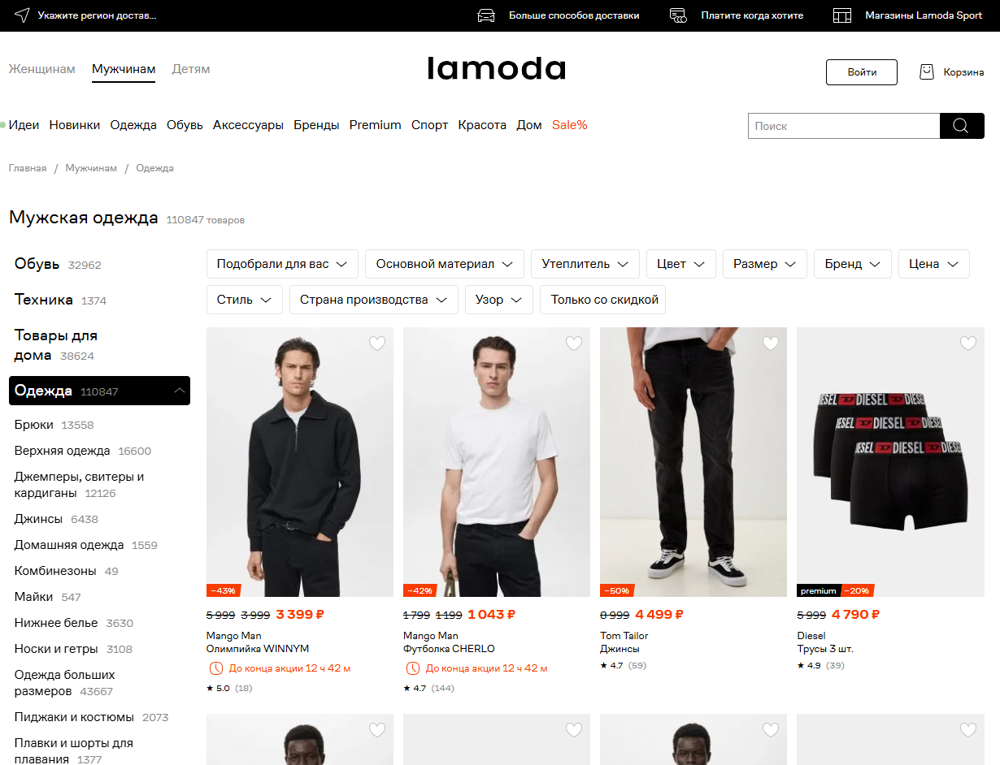 Укажите регион достав...
Больше способов доставки
Платите когда хотите
Магазины Lamoda Sport
Женщинам Мужчинам Детям
lamoda
Войти
Корзина
Идеи Новинки Одежда Обувь Аксессуары Бренды Premium Спорт Красота Дом Sale%
Поиск
Главная / Мужчинам / Одежда
Мужская одежда 110847 товаров
Обувь 32962
Техника 1374
Товары для
дома 38624
Одежда 110847
Брюки 13558
Верхняя одежда 16600
Джемперы, свитеры и
кардиганы 12126
Джинсы 6438
Домашняя одежда 1559
Комбинезоны 49
Майки 547
Нижнее белье 3630
Носки и гетры 3108
Одежда больших
размеров 43667
Пиджаки и костюмы 2073
Плавки и шорты для
плавания 1377
Подобрали для вас
Основной материал
Утеплитель
Цвет
Размер
Бренд
Цена
Стиль
Страна производства
Узор
Только со скидкой
−43%
5 999 3 999 3 399 ₽
Mango Man
Олимпийка WINNYM
До конца акции 12 ч 42 м
★ 5.0 (18)
−42%
1 799 1 199 1 043 ₽
Mango Man
Футболка CHERLO
До конца акции 12 ч 42 м
★ 4.7 (144)
−50%
8 999 4 499 ₽
Tom Tailor
Джинсы
★ 4.7 (59)
ESEL D DIESEL D DIESE
ESEL D DIESEL D DIESE
ESEL D DIESEL D DIESE
premium −20%
5 999 4 790 ₽
Diesel
Трусы 3 шт.
★ 4.9 (39)